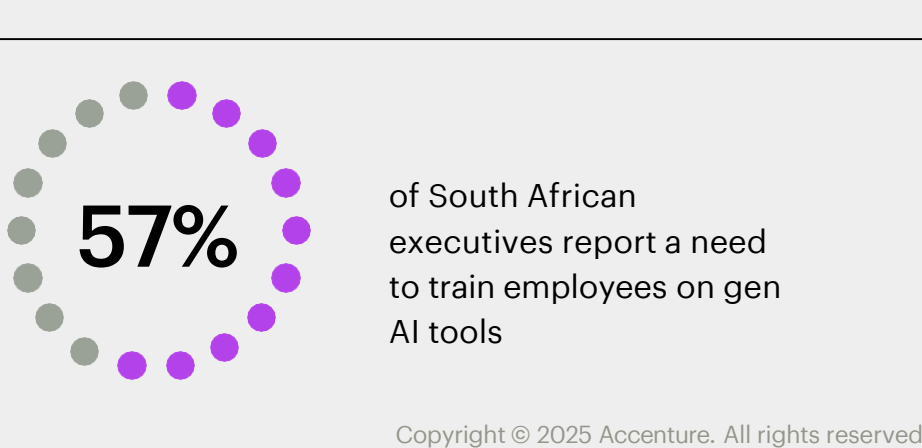 57%
of South African
executives report a need
to train employees on gen
AI tools
Copyright © 2025 Accenture. All rights reserved